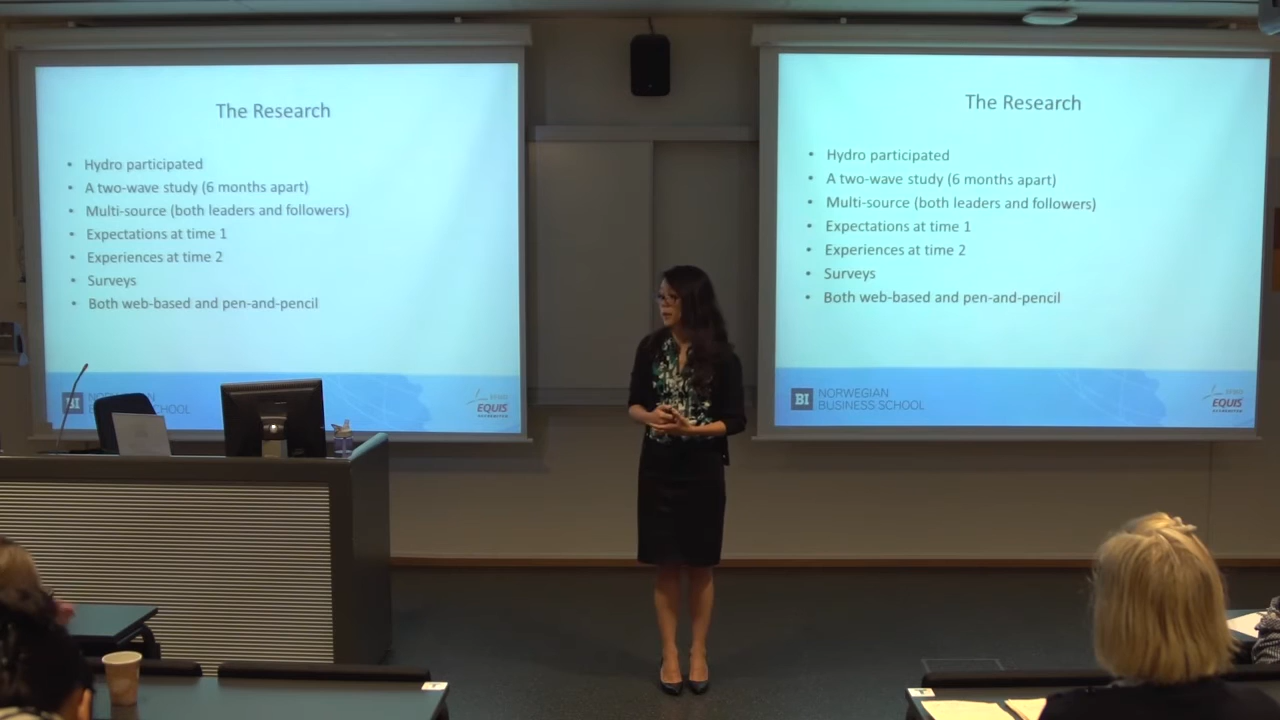 The Research
• Hydro participated
• A two-wave study (6 months apart)
• Multi-source (both leaders and followers)
• Expectations at time 1
• Experiences at time 2
• Surveys
• Both web-based and pen-and-pencil
BI
NORWEGIAN
BUSINESS SCHOOL
EQUIS
The Research
• Hydro participated
• A two-wave study (6 months apart)
• Multi-source (both leaders and followers)
• Expectations at time 1
• Experiences at time 2
• Surveys
• Both web-based and pen-and-pencil
BI
NORWEGIAN
BUSINESS SCHOOL
EFMD
EQUIS
ACCREDITED